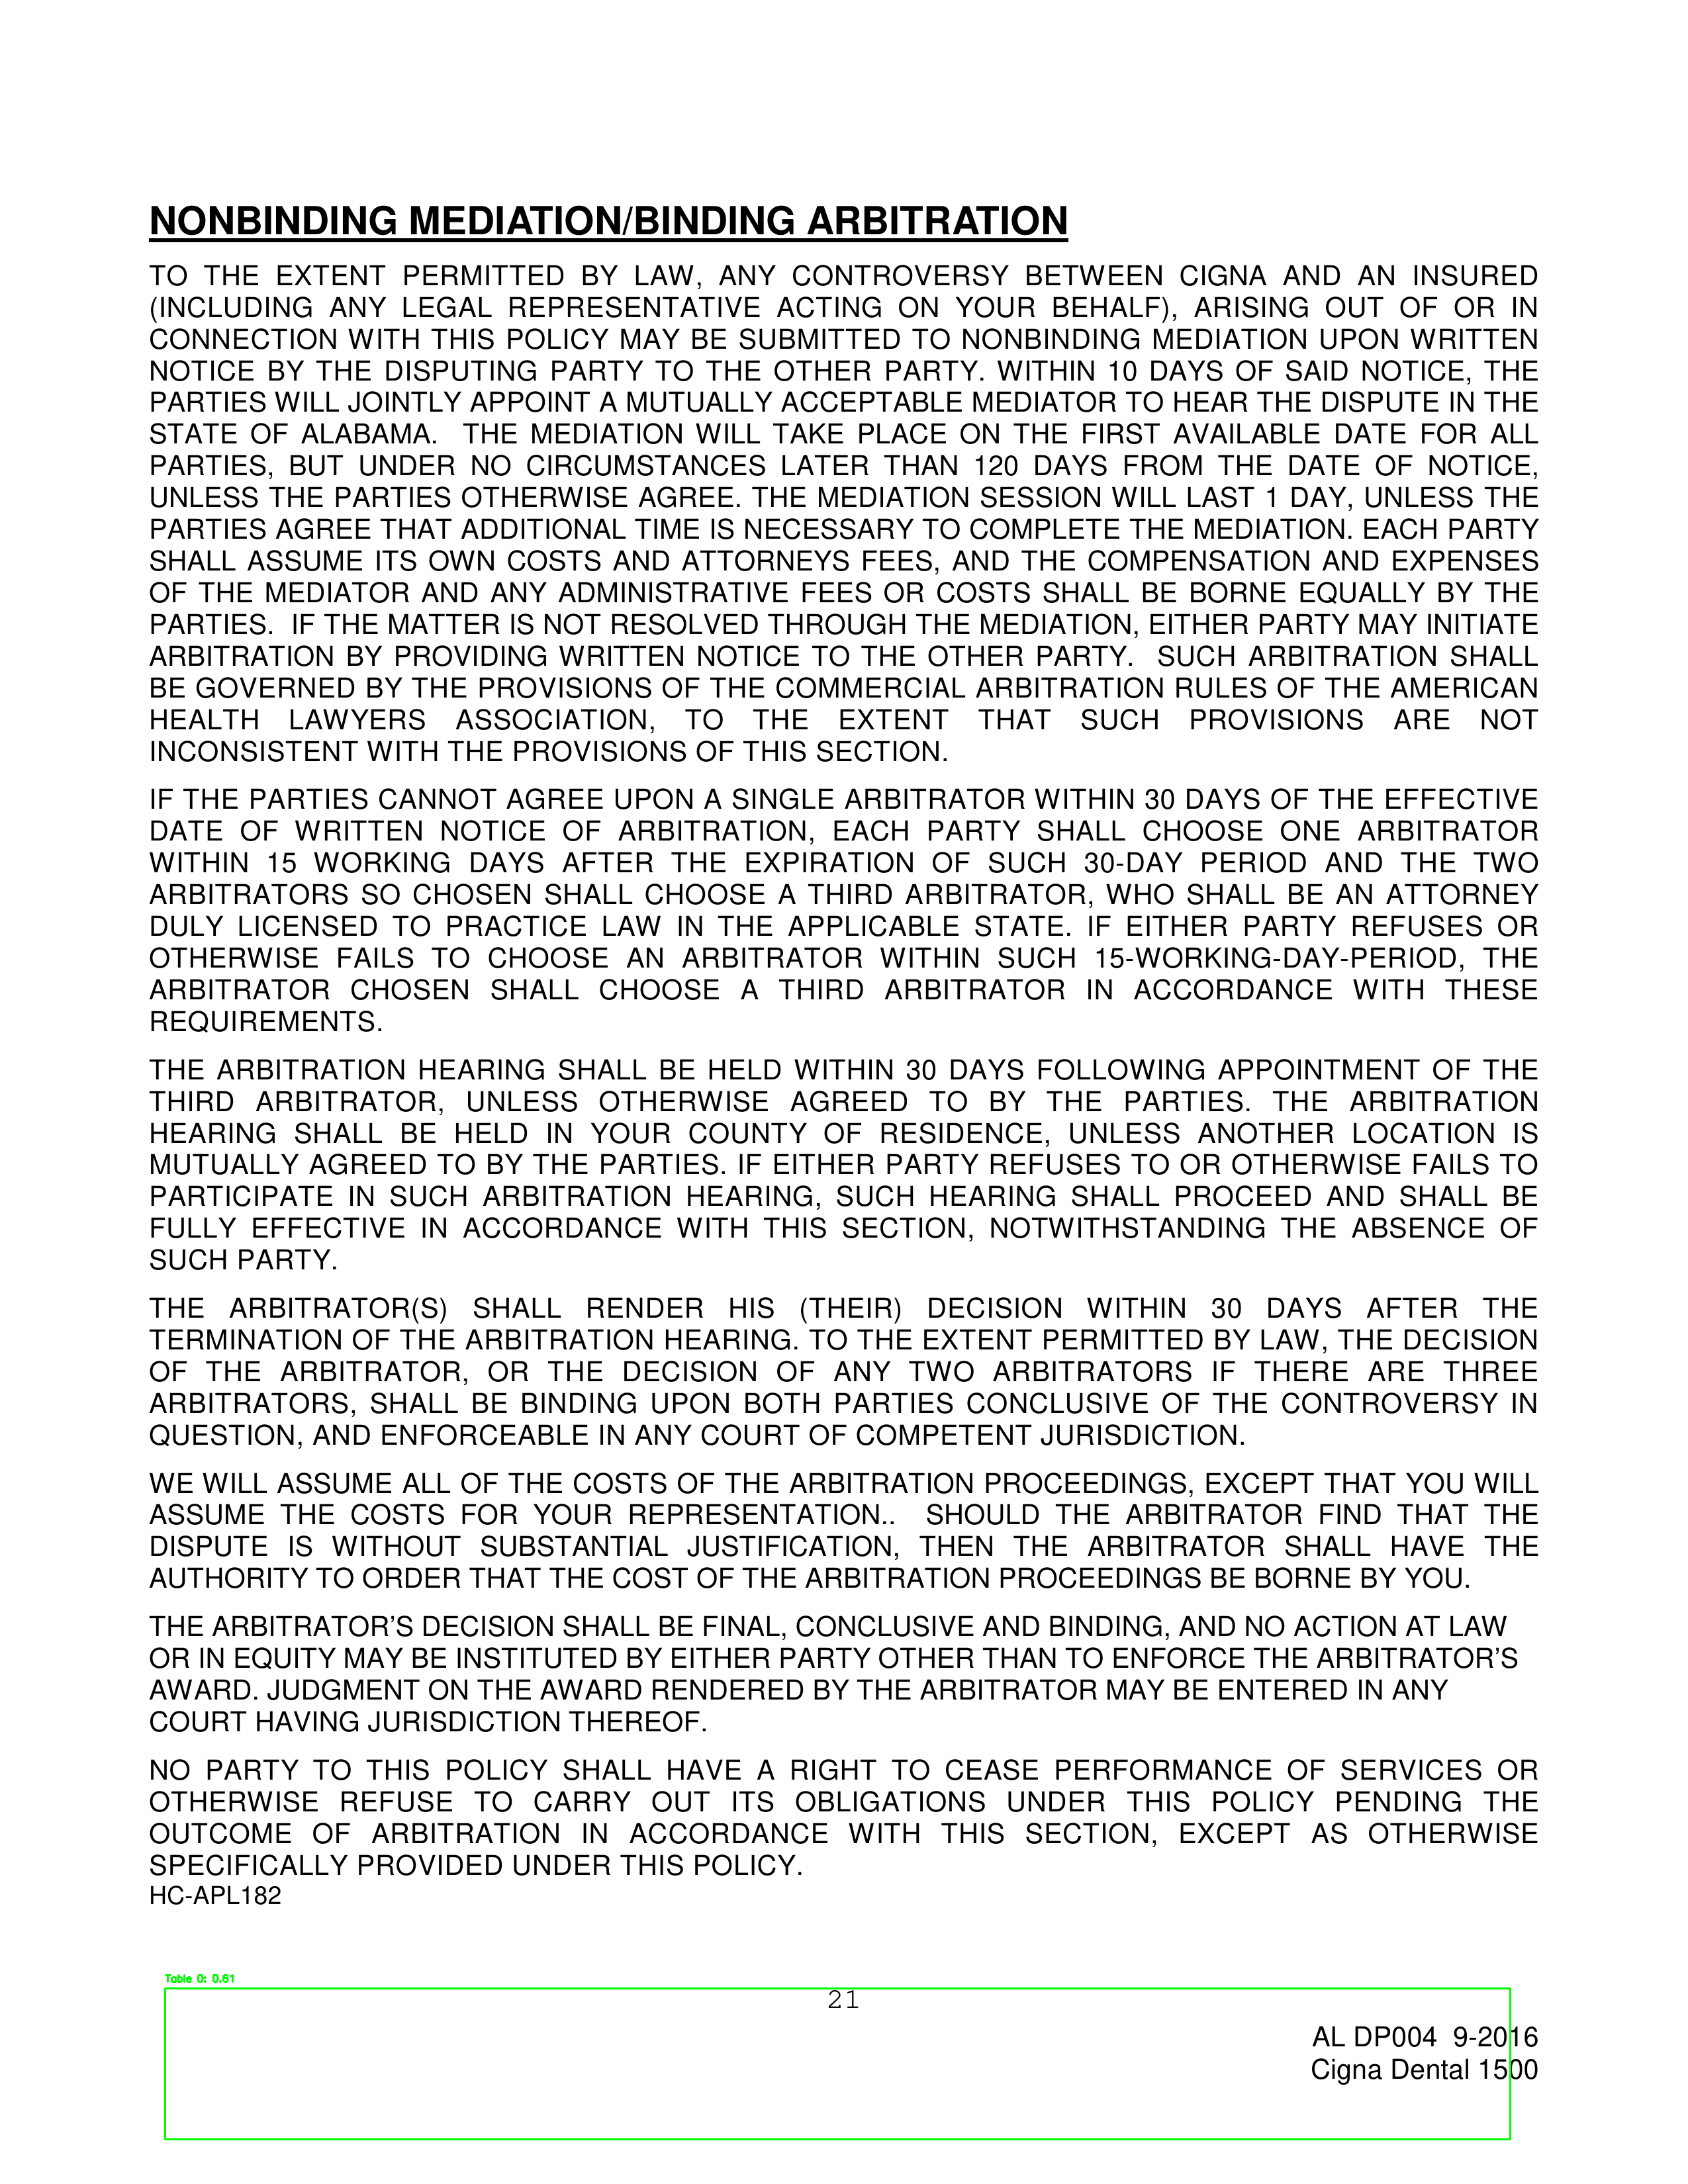 NONBINDING MEDIATION/BINDING ARBITRATION
TO THE EXTENT PERMITTED BY LAW, ANY CONTROVERSY BETWEEN CIGNA AND AN INSURED
(INCLUDING ANY LEGAL REPRESENTATIVE ACTING ON YOUR BEHALF), ARISING OUT OF OR IN
CONNECTION WITH THIS POLICY MAY BE SUBMITTED TO NONBINDING MEDIATION UPON WRITTEN
NOTICE BY THE DISPUTING PARTY TO THE OTHER PARTY. WITHIN 10 DAYS OF SAID NOTICE, THE
PARTIES WILL JOINTLY APPOINT A MUTUALLY ACCEPTABLE MEDIATOR TO HEAR THE DISPUTE IN THE
STATE OF ALABAMA.  THE MEDIATION WILL TAKE PLACE ON THE FIRST AVAILABLE DATE FOR ALL
PARTIES, BUT UNDER NO CIRCUMSTANCES LATER THAN 120 DAYS FROM THE DATE OF NOTICE,
UNLESS THE PARTIES OTHERWISE AGREE. THE MEDIATION SESSION WILL LAST 1 DAY, UNLESS THE
PARTIES AGREE THAT ADDITIONAL TIME IS NECESSARY TO COMPLETE THE MEDIATION. EACH PARTY
SHALL ASSUME ITS OWN COSTS AND ATTORNEYS FEES, AND THE COMPENSATION AND EXPENSES
OF THE MEDIATOR AND ANY ADMINISTRATIVE FEES OR COSTS SHALL BE BORNE EQUALLY BY THE
PARTIES.  IF THE MATTER IS NOT RESOLVED THROUGH THE MEDIATION, EITHER PARTY MAY INITIATE
ARBITRATION BY PROVIDING WRITTEN NOTICE TO THE OTHER PARTY.  SUCH ARBITRATION SHALL
BE GOVERNED BY THE PROVISIONS OF THE COMMERCIAL ARBITRATION RULES OF THE AMERICAN
HEALTH LAWYERS ASSOCIATION, TO THE EXTENT THAT SUCH PROVISIONS ARE NOT
INCONSISTENT WITH THE PROVISIONS OF THIS SECTION.
IF THE PARTIES CANNOT AGREE UPON A SINGLE ARBITRATOR WITHIN 30 DAYS OF THE EFFECTIVE
DATE OF WRITTEN NOTICE OF ARBITRATION, EACH PARTY SHALL CHOOSE ONE ARBITRATOR
WITHIN 15 WORKING DAYS AFTER THE EXPIRATION OF SUCH 30-DAY PERIOD AND THE TWO
ARBITRATORS SO CHOSEN SHALL CHOOSE A THIRD ARBITRATOR, WHO SHALL BE AN ATTORNEY
DULY LICENSED TO PRACTICE LAW IN THE APPLICABLE STATE. IF EITHER PARTY REFUSES OR
OTHERWISE FAILS TO CHOOSE AN ARBITRATOR WITHIN SUCH 15-WORKING-DAY-PERIOD, THE
ARBITRATOR CHOSEN SHALL CHOOSE A THIRD ARBITRATOR IN ACCORDANCE WITH THESE
REQUIREMENTS.
THE ARBITRATION HEARING SHALL BE HELD WITHIN 30 DAYS FOLLOWING APPOINTMENT OF THE
THIRD ARBITRATOR, UNLESS OTHERWISE AGREED TO BY THE PARTIES. THE ARBITRATION
HEARING SHALL BE HELD IN YOUR COUNTY OF RESIDENCE, UNLESS ANOTHER LOCATION IS
MUTUALLY AGREED TO BY THE PARTIES. IF EITHER PARTY REFUSES TO OR OTHERWISE FAILS TO
PARTICIPATE IN SUCH ARBITRATION HEARING, SUCH HEARING SHALL PROCEED AND SHALL BE
FULLY EFFECTIVE IN ACCORDANCE WITH THIS SECTION, NOTWITHSTANDING THE ABSENCE OF
SUCH PARTY.
THE ARBITRATOR(S) SHALL RENDER HIS (THEIR) DECISION WITHIN 30 DAYS AFTER THE
TERMINATION OF THE ARBITRATION HEARING. TO THE EXTENT PERMITTED BY LAW, THE DECISION
OF THE ARBITRATOR, OR THE DECISION OF ANY TWO ARBITRATORS IF THERE ARE THREE
ARBITRATORS, SHALL BE BINDING UPON BOTH PARTIES CONCLUSIVE OF THE CONTROVERSY IN
QUESTION, AND ENFORCEABLE IN ANY COURT OF COMPETENT JURISDICTION.
WE WILL ASSUME ALL OF THE COSTS OF THE ARBITRATION PROCEEDINGS, EXCEPT THAT YOU WILL
ASSUME THE COSTS FOR YOUR REPRESENTATION..  SHOULD THE ARBITRATOR FIND THAT THE
DISPUTE IS WITHOUT SUBSTANTIAL JUSTIFICATION, THEN THE ARBITRATOR SHALL HAVE THE
AUTHORITY TO ORDER THAT THE COST OF THE ARBITRATION PROCEEDINGS BE BORNE BY YOU.
THE ARBITRATOR’S DECISION SHALL BE FINAL, CONCLUSIVE AND BINDING, AND NO ACTION AT LAW
OR IN EQUITY MAY BE INSTITUTED BY EITHER PARTY OTHER THAN TO ENFORCE THE ARBITRATOR’S
AWARD. JUDGMENT ON THE AWARD RENDERED BY THE ARBITRATOR MAY BE ENTERED IN ANY
COURT HAVING JURISDICTION THEREOF.
NO PARTY TO THIS POLICY SHALL HAVE A RIGHT TO CEASE PERFORMANCE OF SERVICES OR
OTHERWISE REFUSE TO CARRY OUT ITS OBLIGATIONS UNDER THIS POLICY PENDING THE
OUTCOME OF ARBITRATION IN ACCORDANCE WITH THIS SECTION, EXCEPT AS OTHERWISE
SPECIFICALLY PROVIDED UNDER THIS POLICY.
HC-APL182
Table 0: 0.61
21
AL DP004  9-2016
Cigna Dental 1500